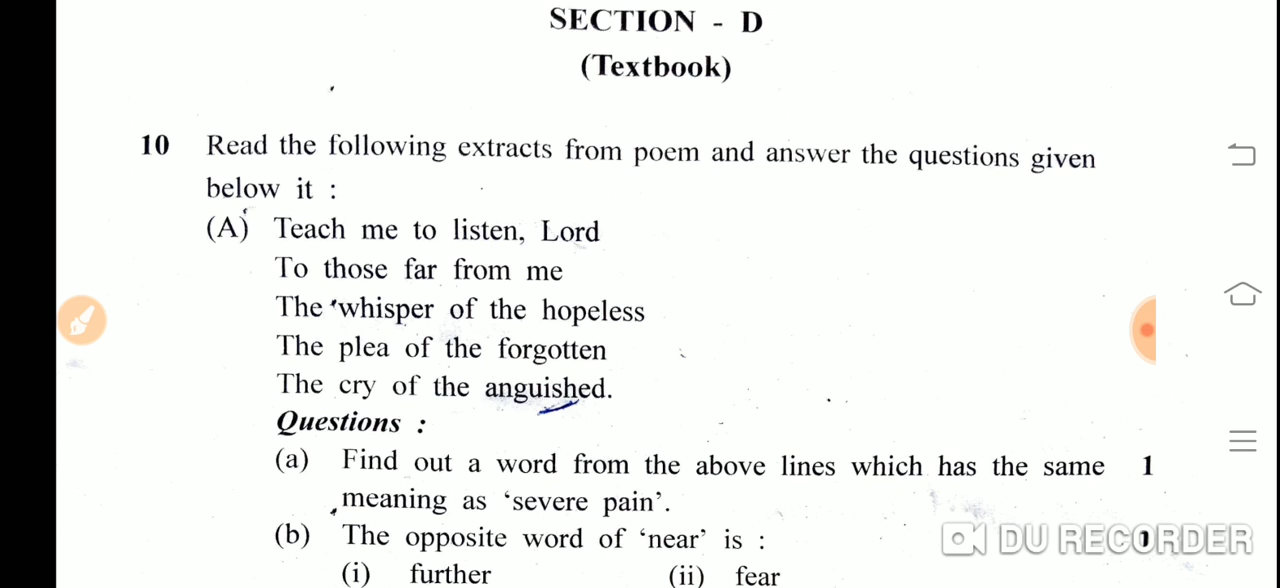 SECTION - D
(Textbook)
10 Read the following extracts from poem and answer the questions given
below it :
(A) Teach me to listen, Lord
To those far from me
The whisper of the hopeless
The plea of the forgotten
The cry of the anguished.
Questions :
(a) Find out a word from the above lines which has the same 1
meaning as ‘severe pain’.
(b) The opposite word of ‘near’ is : 1
DU RECORDER
(i) further (ii) fear